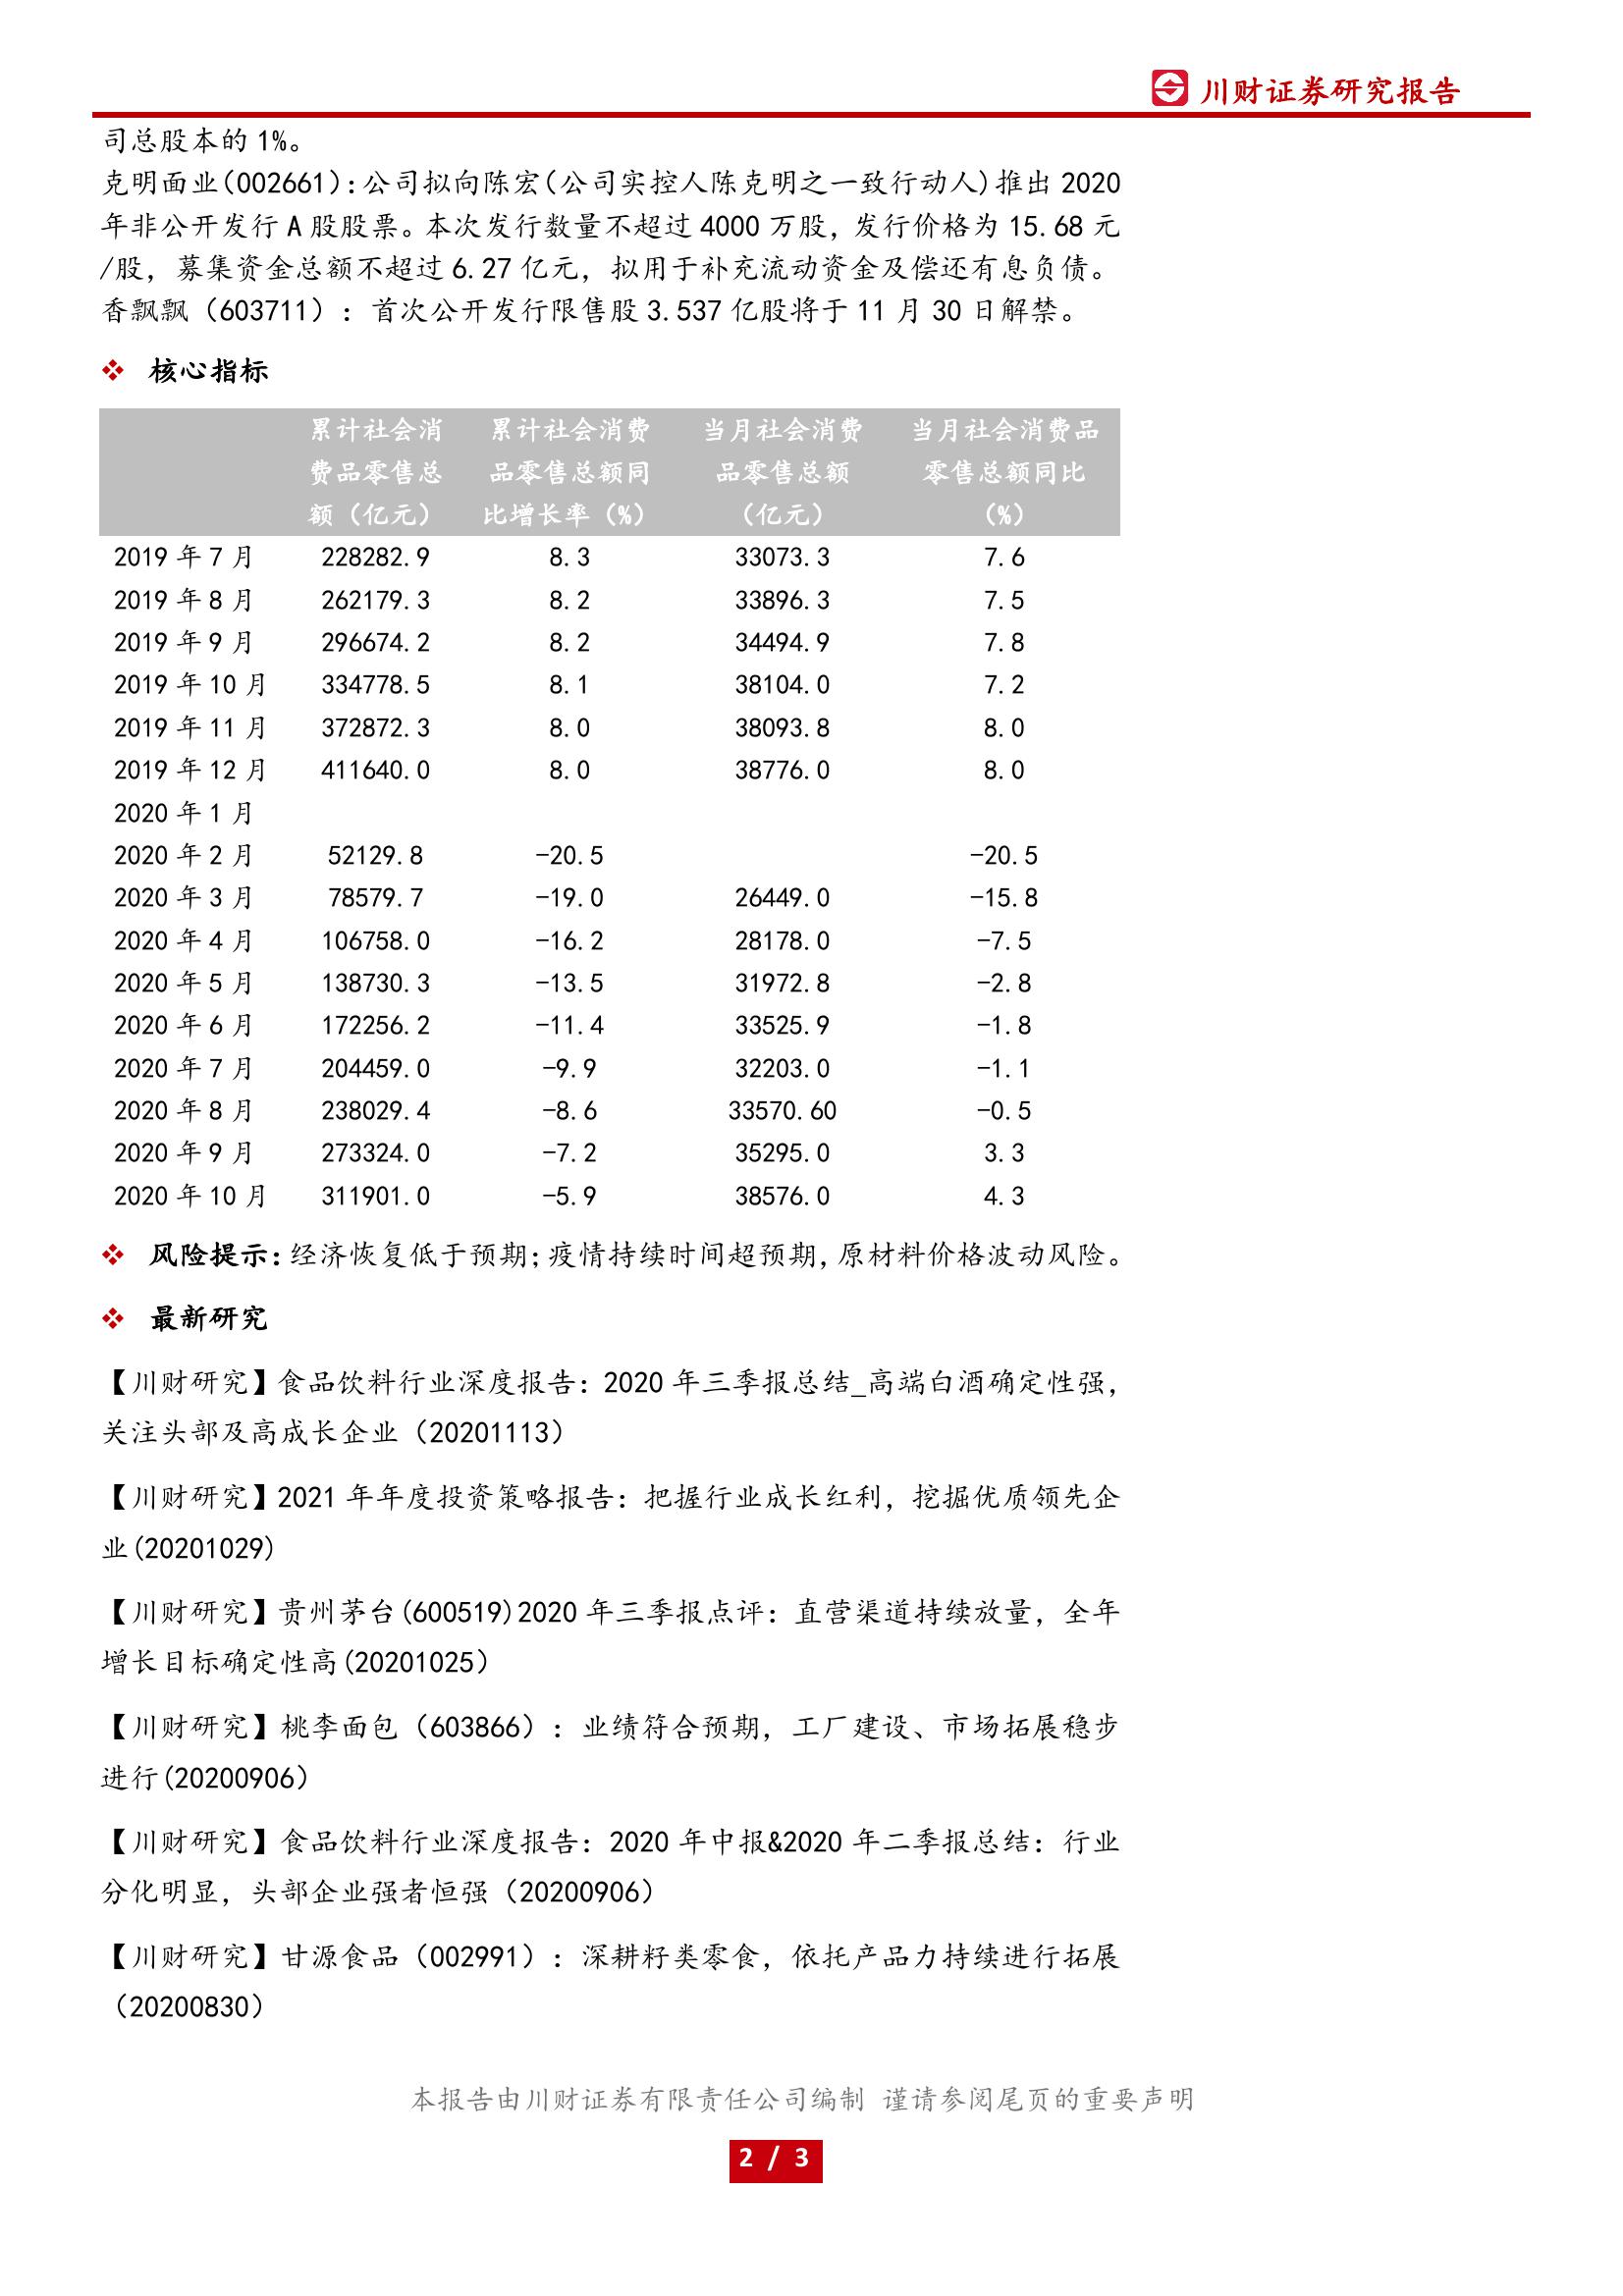 川财证券研究报告
司总股本的 1%。
克明面业(002661):公司拟向陈宏(公司实控人陈克明之一致行动人)推出 2020
年非公开发行 A 股股票。本次发行数量不超过 4000 万股，发行价格为 15.68 元
/股，募集资金总额不超过 6.27 亿元，拟用于补充流动资金及偿还有息负债。
香飘飘（603711）：首次公开发行限售股 3.537 亿股将于 11 月 30 日解禁。
❖ 核心指标
累计社会消 累计社会消费 当月社会消费 当月社会消费品
费品零售总 品零售总额同 品零售总额 零售总额同比
额（亿元） 比增长率（%） （亿元） （%）
2019 年 7 月 228282.9 8.3 33073.3 7.6
2019 年 8 月 262179.3 8.2 33896.3 7.5
2019 年 9 月 296674.2 8.2 34494.9 7.8
2019 年 10 月 334778.5 8.1 38104.0 7.2
2019 年 11 月 372872.3 8.0 38093.8 8.0
2019 年 12 月 411640.0 8.0 38776.0 8.0
2020 年 1 月
2020 年 2 月 52129.8 -20.5 -20.5
2020 年 3 月 78579.7 -19.0 26449.0 -15.8
2020 年 4 月 106758.0 -16.2 28178.0 -7.5
2020 年 5 月 138730.3 -13.5 31972.8 -2.8
2020 年 6 月 172256.2 -11.4 33525.9 -1.8
2020 年 7 月 204459.0 -9.9 32203.0 -1.1
2020 年 8 月 238029.4 -8.6 33570.60 -0.5
2020 年 9 月 273324.0 -7.2 35295.0 3.3
2020 年 10 月 311901.0 -5.9 38576.0 4.3
❖ 风险提示:经济恢复低于预期;疫情持续时间超预期,原材料价格波动风险。
❖ 最新研究
【川财研究】食品饮料行业深度报告：2020 年三季报总结_高端白酒确定性强，
关注头部及高成长企业（20201113）
【川财研究】2021 年年度投资策略报告：把握行业成长红利，挖掘优质领先企
业(20201029)
【川财研究】贵州茅台(600519)2020 年三季报点评：直营渠道持续放量，全年
增长目标确定性高(20201025）
【川财研究】桃李面包（603866）：业绩符合预期，工厂建设、市场拓展稳步
进行(20200906）
【川财研究】食品饮料行业深度报告：2020 年中报&2020 年二季报总结：行业
分化明显，头部企业强者恒强（20200906）
【川财研究】甘源食品（002991）：深耕籽类零食，依托产品力持续进行拓展
（20200830）
本报告由川财证券有限责任公司编制 谨请参阅尾页的重要声明
2 / 3